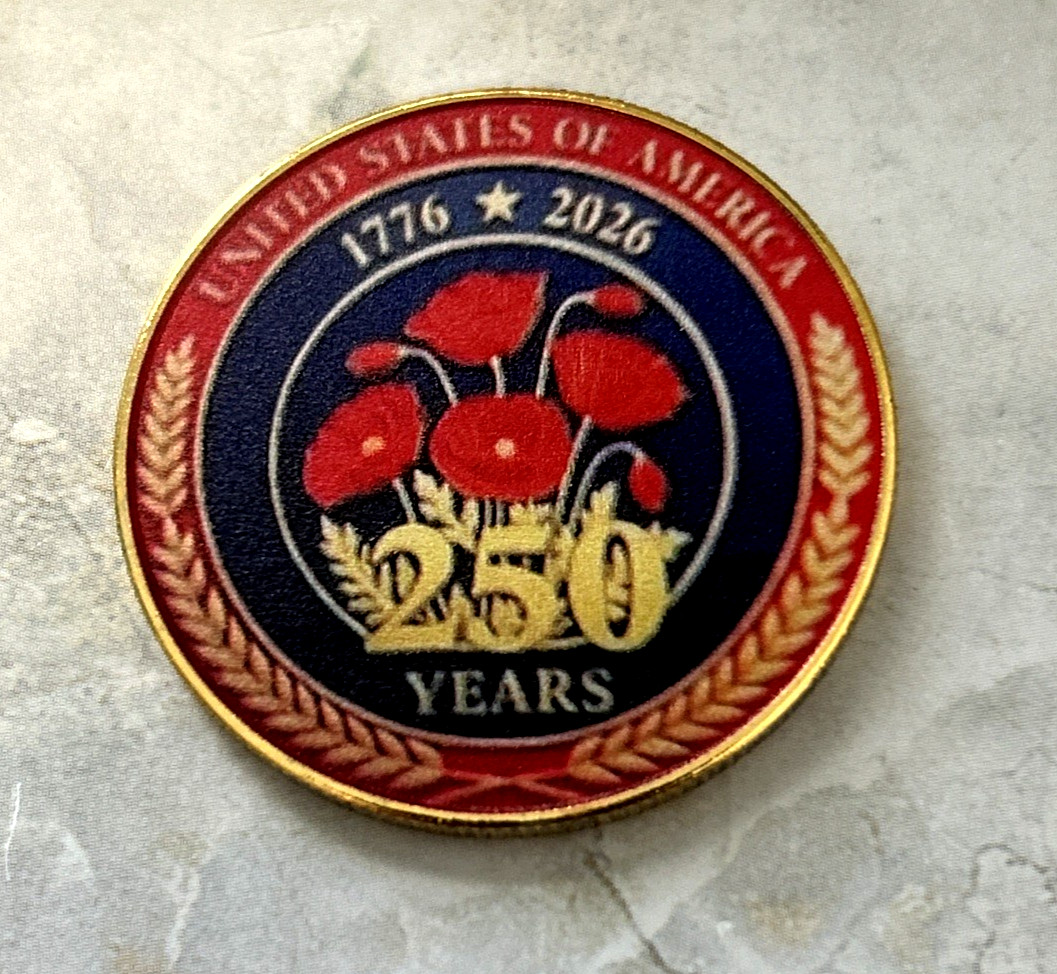 UNITED STATES OF AMERICA
1776 ★ 2026
250
YEARS